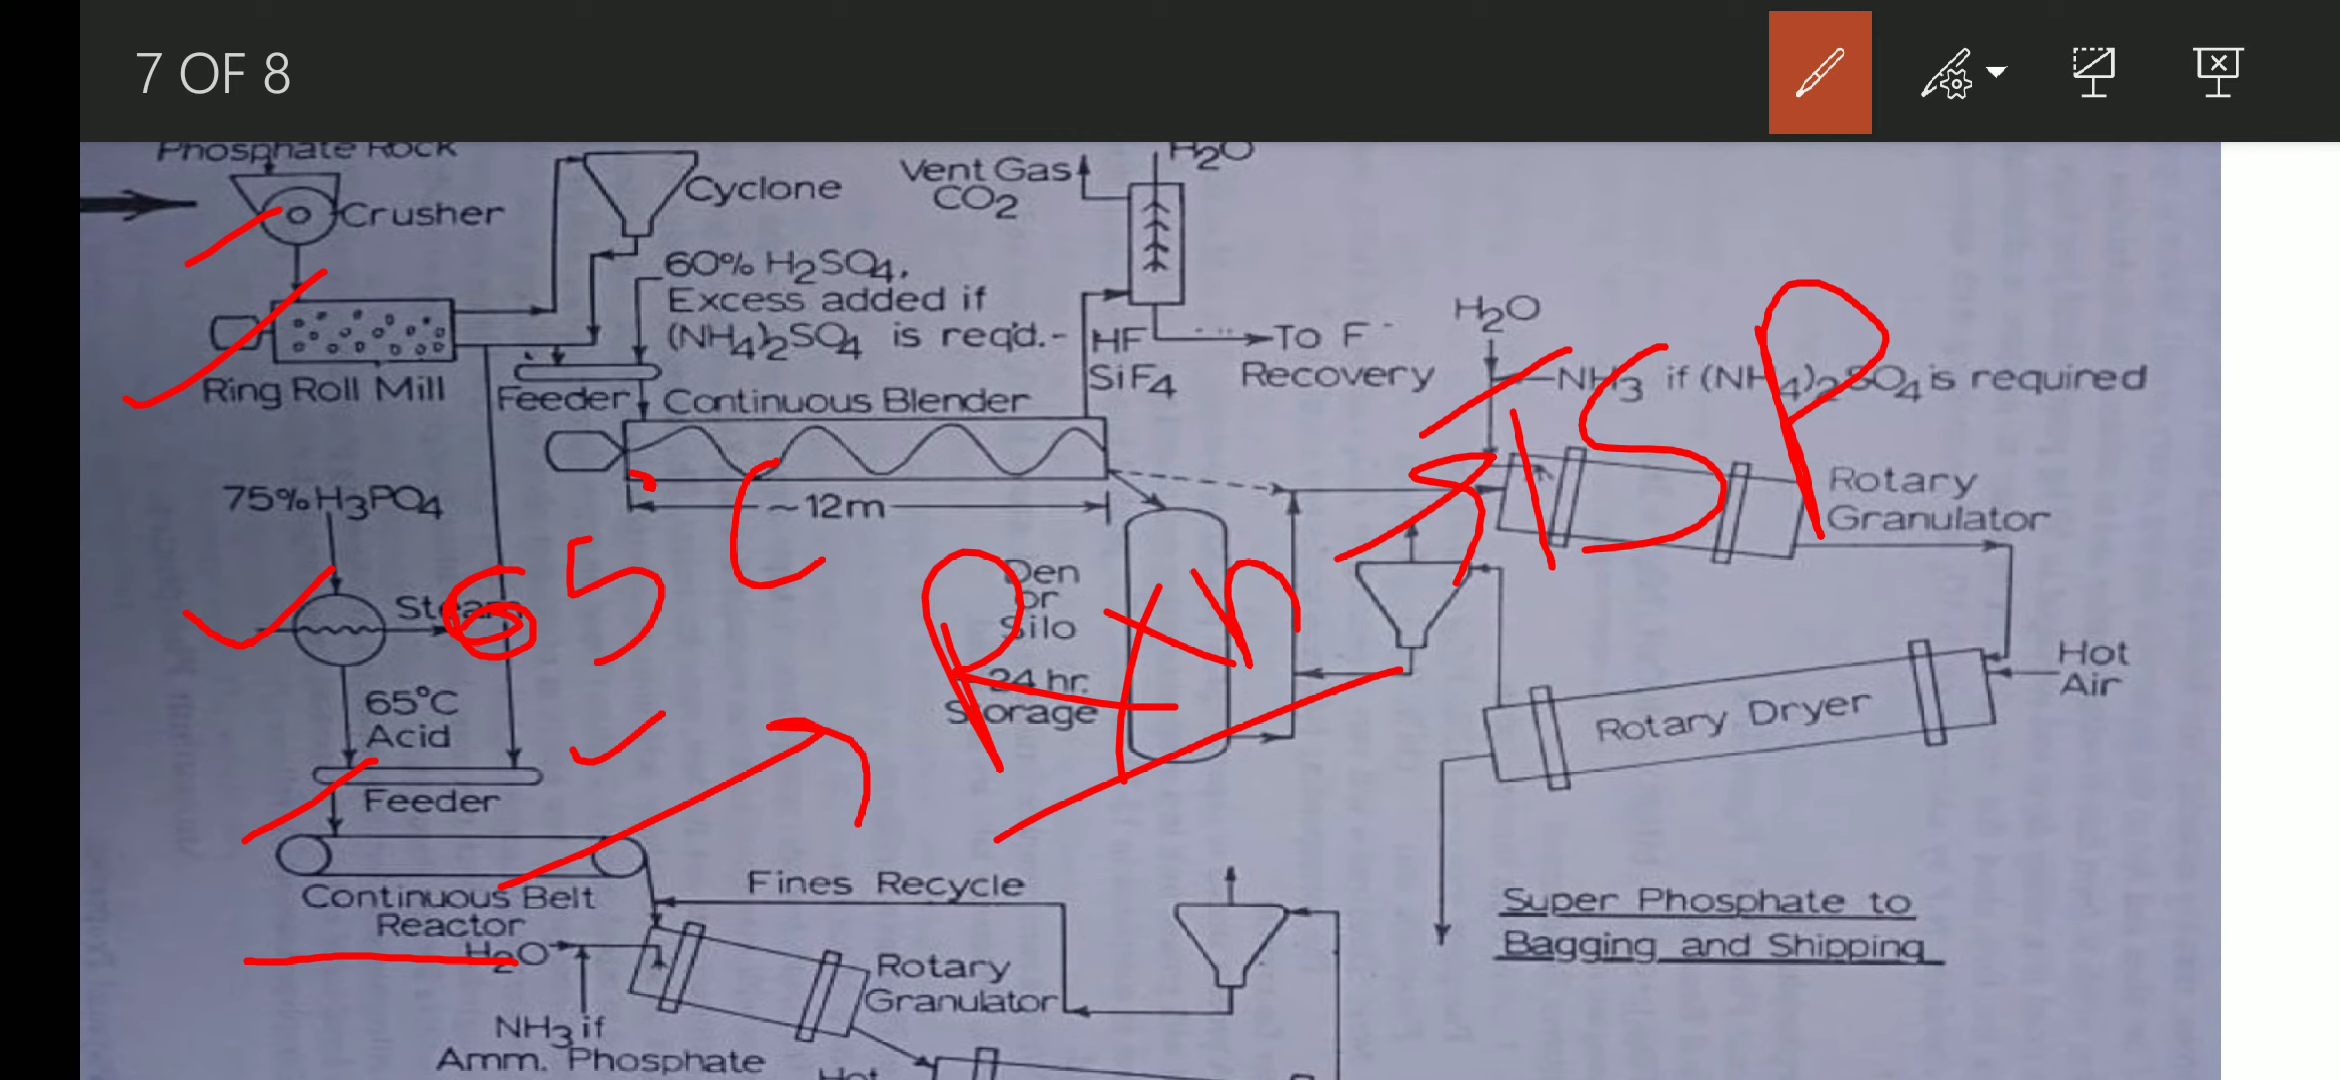 7 OF 8
Phosphate Rock
Crusher
Cyclone
Vent Gas
CO2
H2O
60% H2SO4.
Excess added if
(NH4)2SO4 is req'd.-
HF
SiF4
To F-
Recovery
H2O
NH3 if (NH4)2SO4 is required
Ring Roll Mill
Feeder
Continuous Blender
~12m
75% H3PO4
Steam
65°C
Acid
Feeder
Continuous Belt
Reactor
H2O
NH3 if
Amm. Phosphate
Den
or
Silo
24 hr.
Storage
Rotary
Granulator
Hot
Air
Rotary Dryer
Fines Recycle
Rotary
Granulator
Hot
Super Phosphate to
Bagging and Shipping
65 C
Rxn
TSP